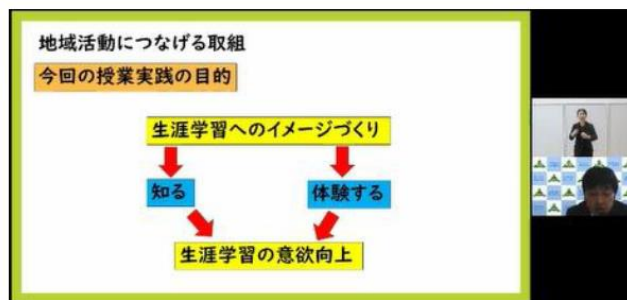 地域活動につなげる取組
今回の授業実践の目的
生涯学習へのイメージづくり
知る
体験する
生涯学習の意欲向上